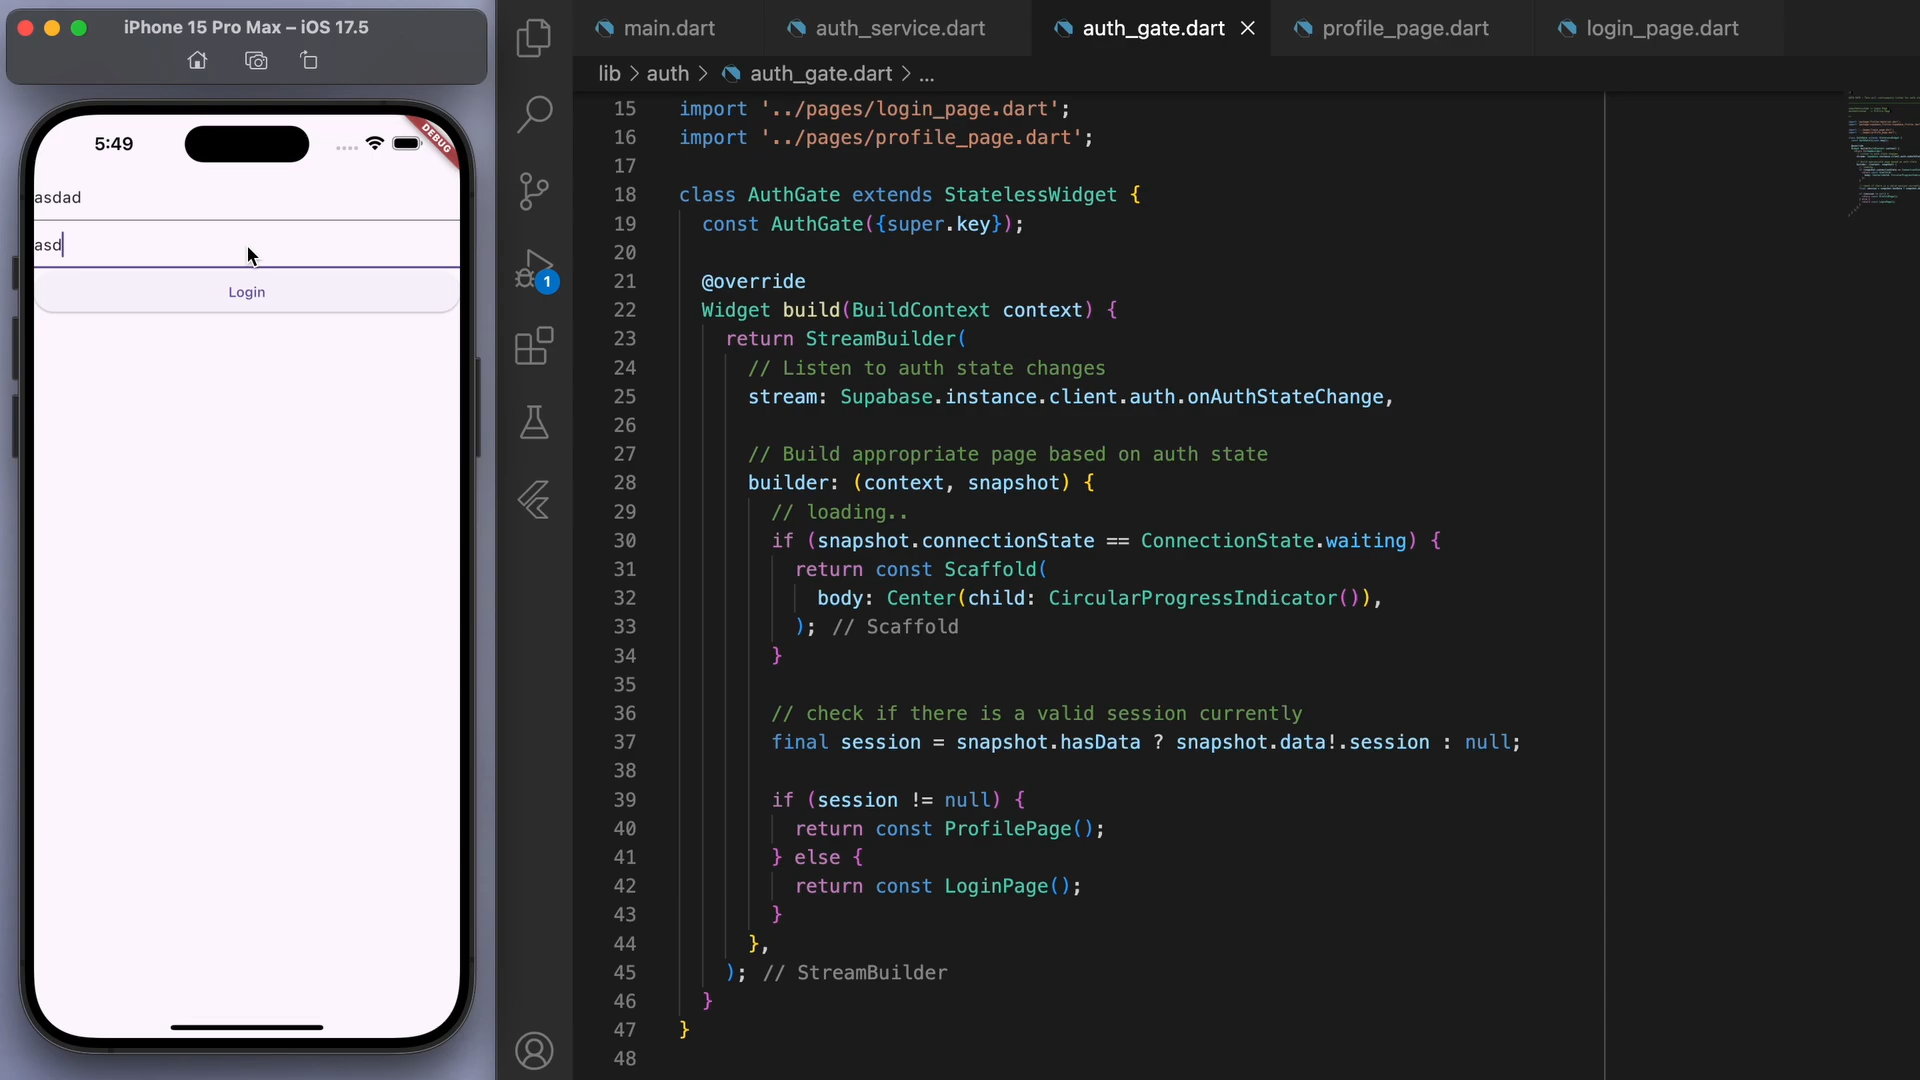 iPhone 15 Pro Max – iOS 17.5
5:49
DEBUG
asdad
asd
Login
1
main.dart
auth_service.dart
auth_gate.dart
profile_page.dart
login_page.dart
lib > auth > auth_gate.dart > ...
15 import '../pages/login_page.dart';
16 import '../pages/profile_page.dart';
17
18 class AuthGate extends StatelessWidget {
19 const AuthGate({super.key});
20
21 @override
22 Widget build(BuildContext context) {
23 return StreamBuilder(
24 // Listen to auth state changes
25 stream: Supabase.instance.client.auth.onAuthStateChange,
26
27 // Build appropriate page based on auth state
28 builder: (context, snapshot) {
29 // loading..
30 if (snapshot.connectionState == ConnectionState.waiting) {
31 return const Scaffold(
32 body: Center(child: CircularProgressIndicator()),
33 ); // Scaffold
34 }
35
36 // check if there is a valid session currently
37 final session = snapshot.hasData ? snapshot.data!.session : null;
38
39 if (session != null) {
40 return const ProfilePage();
41 } else {
42 return const LoginPage();
43 }
44 },
45 ); // StreamBuilder
46 }
47 }
48